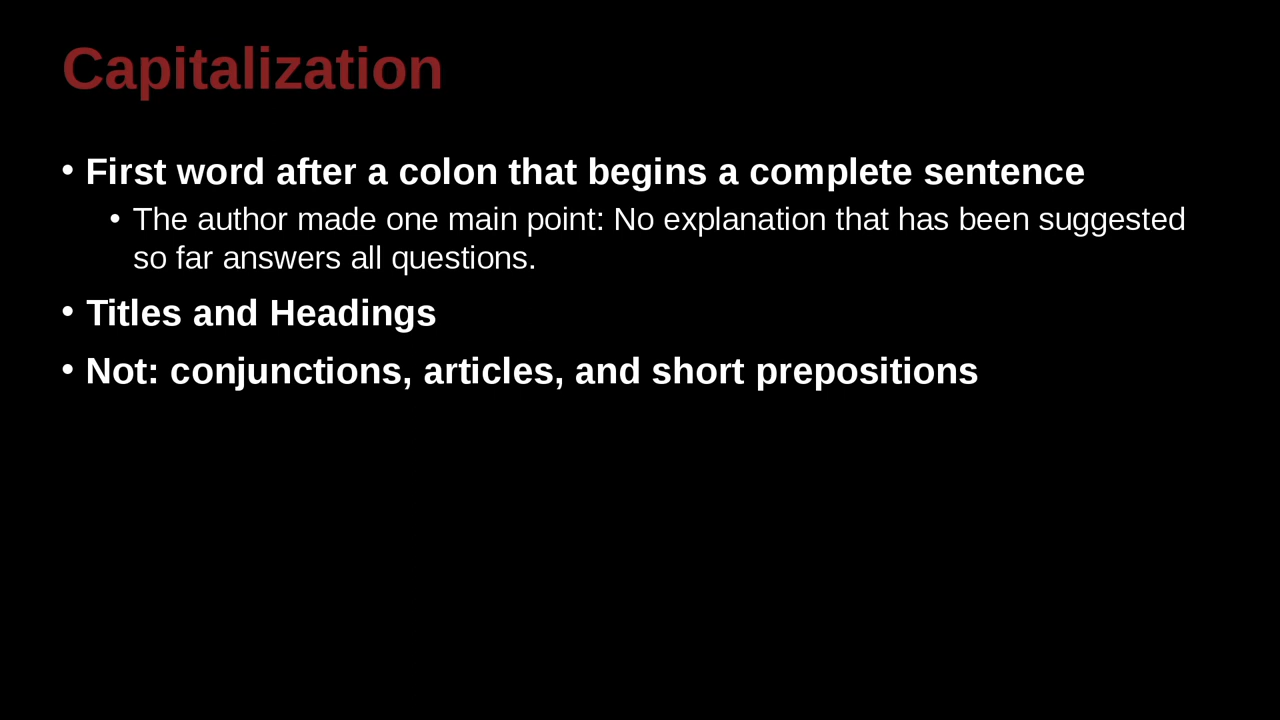 Capitalization
• First word after a colon that begins a complete sentence
• The author made one main point: No explanation that has been suggested
so far answers all questions.
• Titles and Headings
• Not: conjunctions, articles, and short prepositions